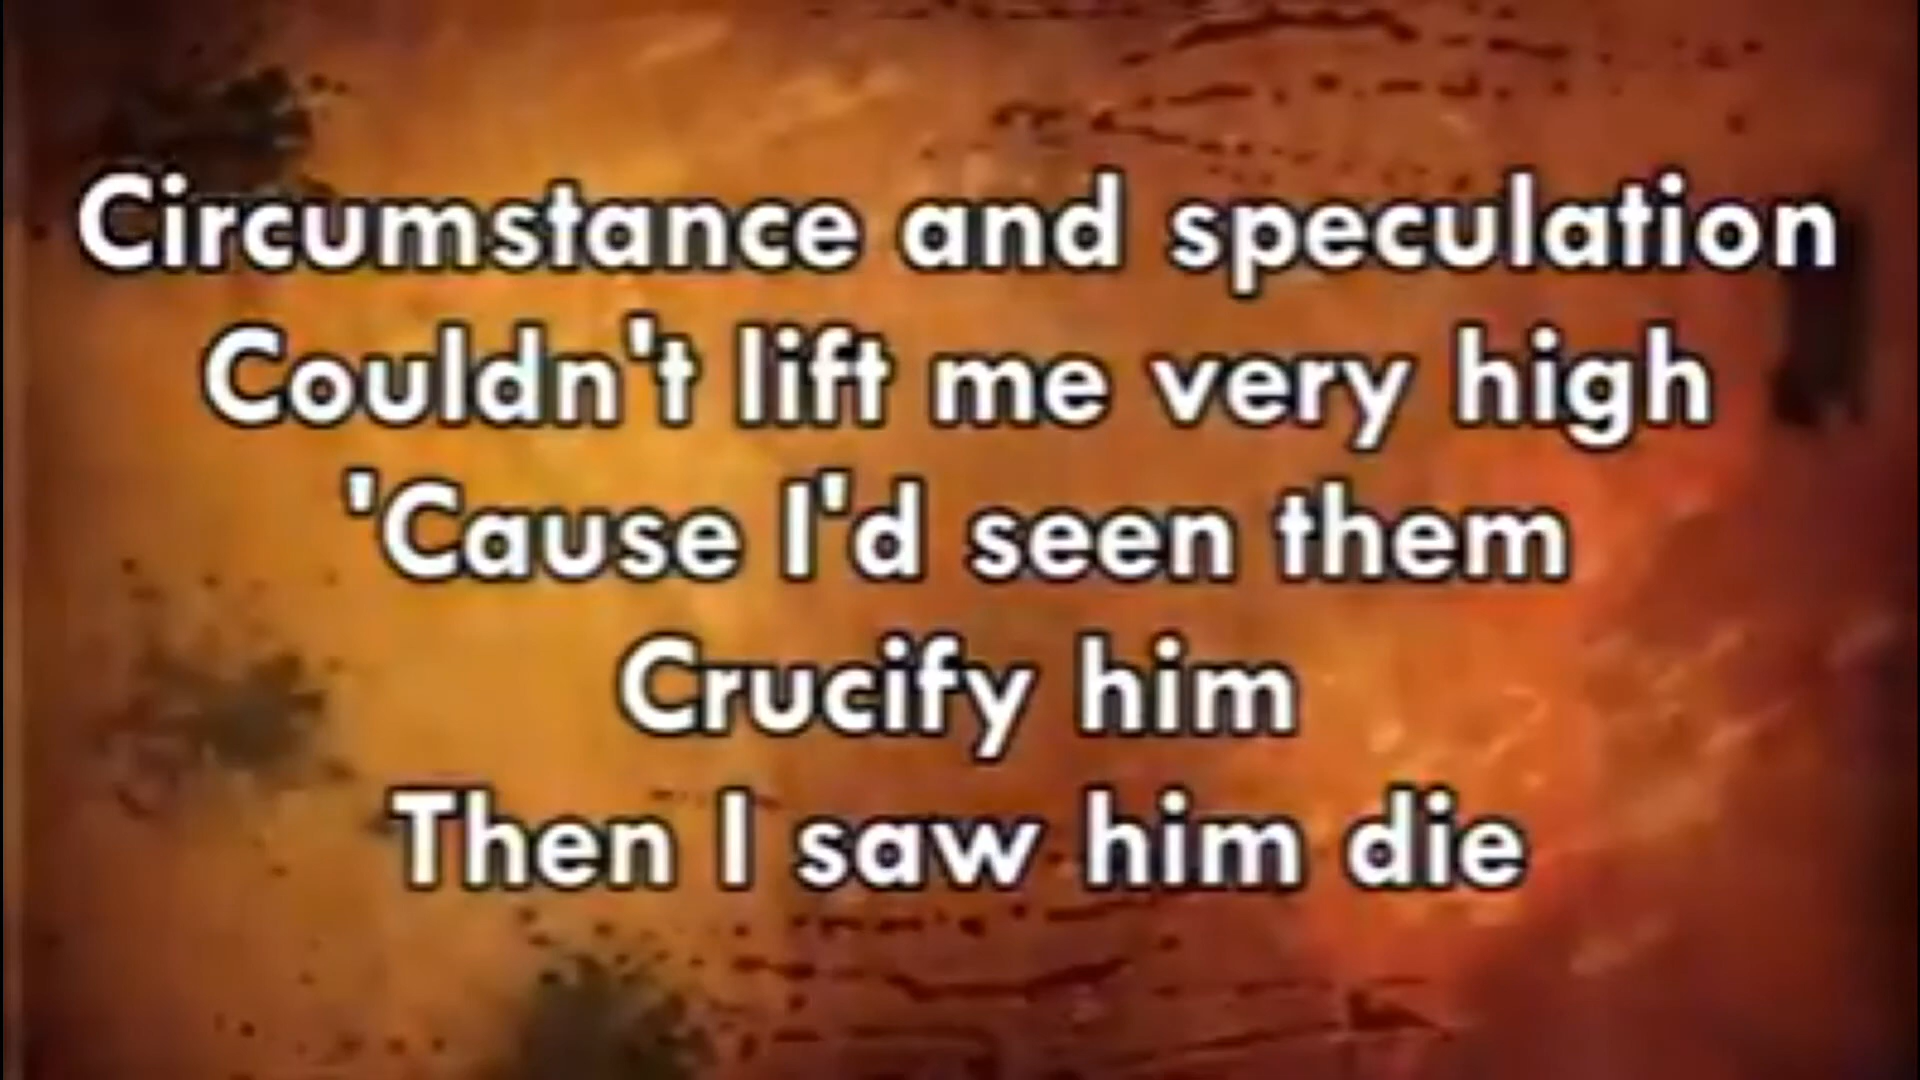 Circumstance and speculation
Couldn't lift me very high
'Cause I'd seen them
Crucify him
Then I saw him die